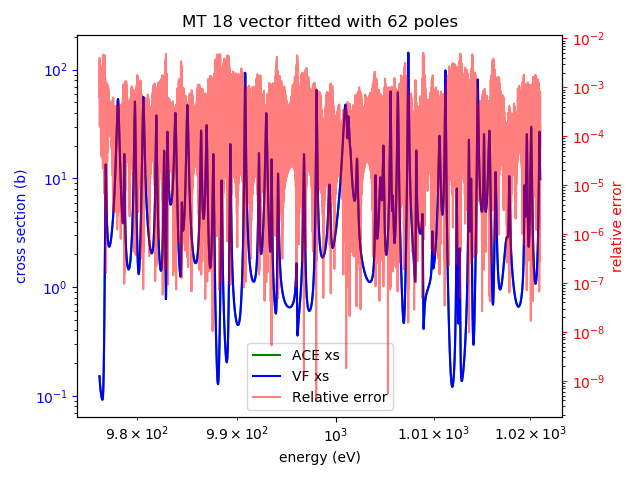 MT 18 vector fitted with 62 poles
cross section (b)
10²
10¹
10⁰
10⁻¹
10⁻²
10⁻³
10⁻⁴
10⁻⁵
10⁻⁶
10⁻⁷
10⁻⁸
10⁻⁹
relative error
ACE xs
VF xs
Relative error
9.8 × 10² 9.9 × 10² 10³ 1.01 × 10³ 1.02 × 10³
energy (eV)